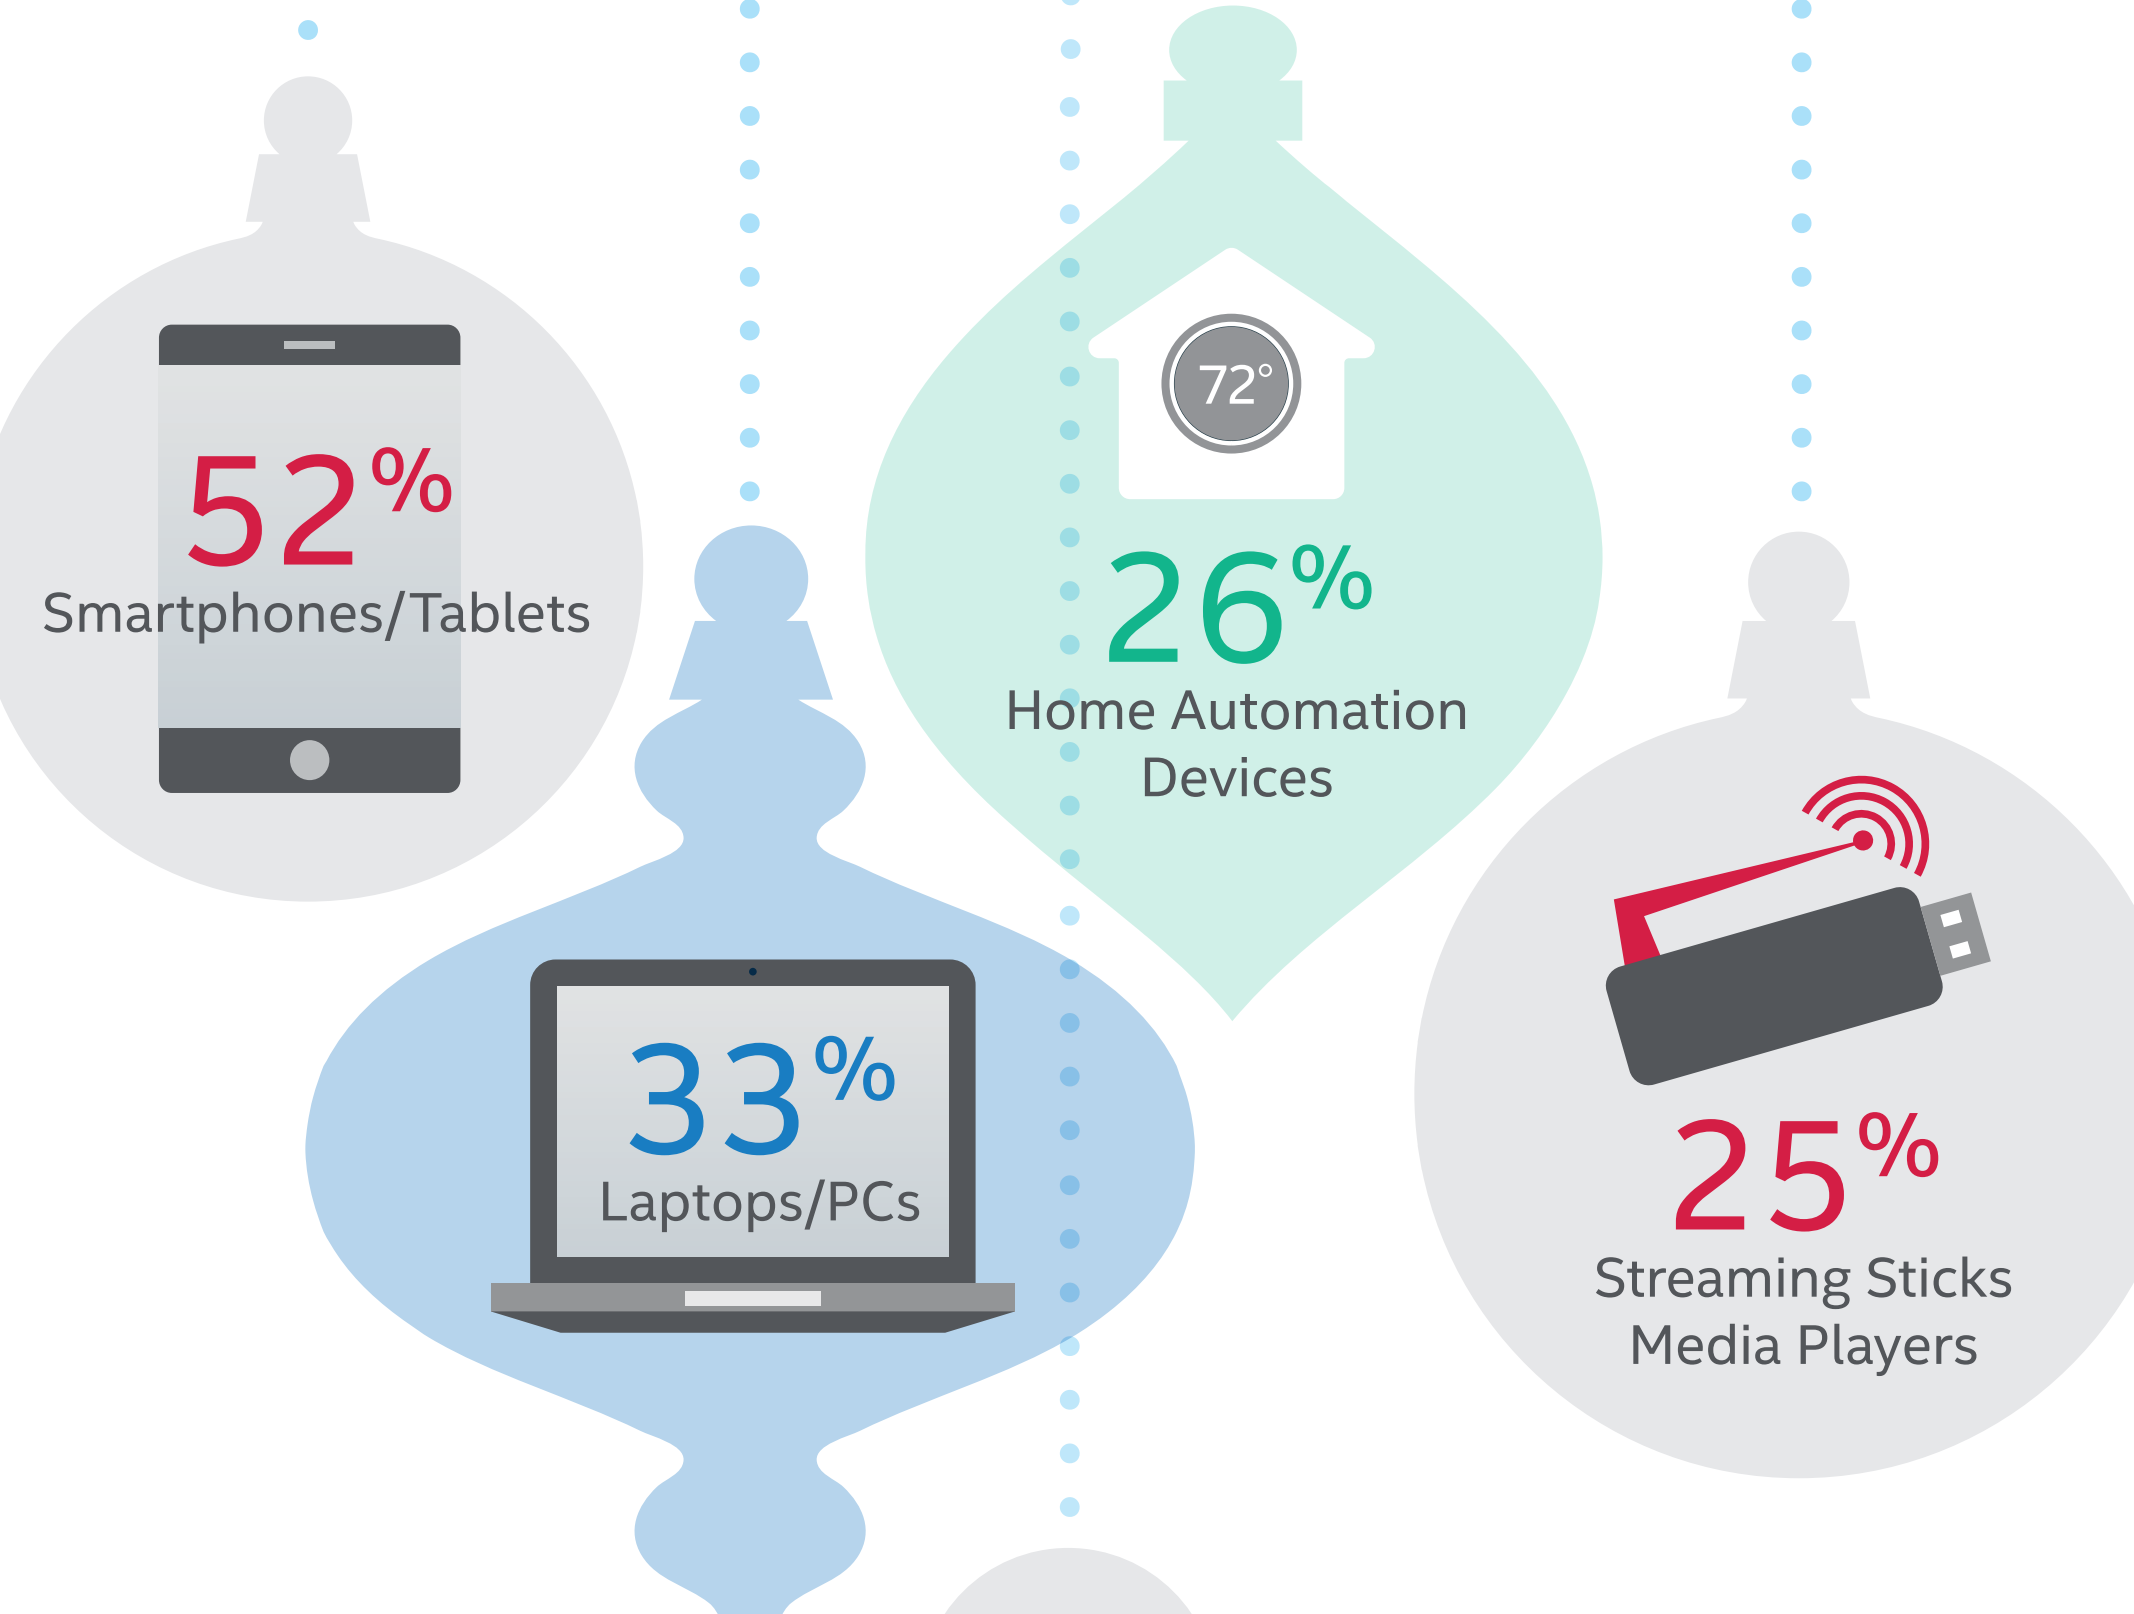 52%
Smartphones/Tablets
72°
26%
Home Automation
Devices
33%
Laptops/PCs
25%
Streaming Sticks
Media Players